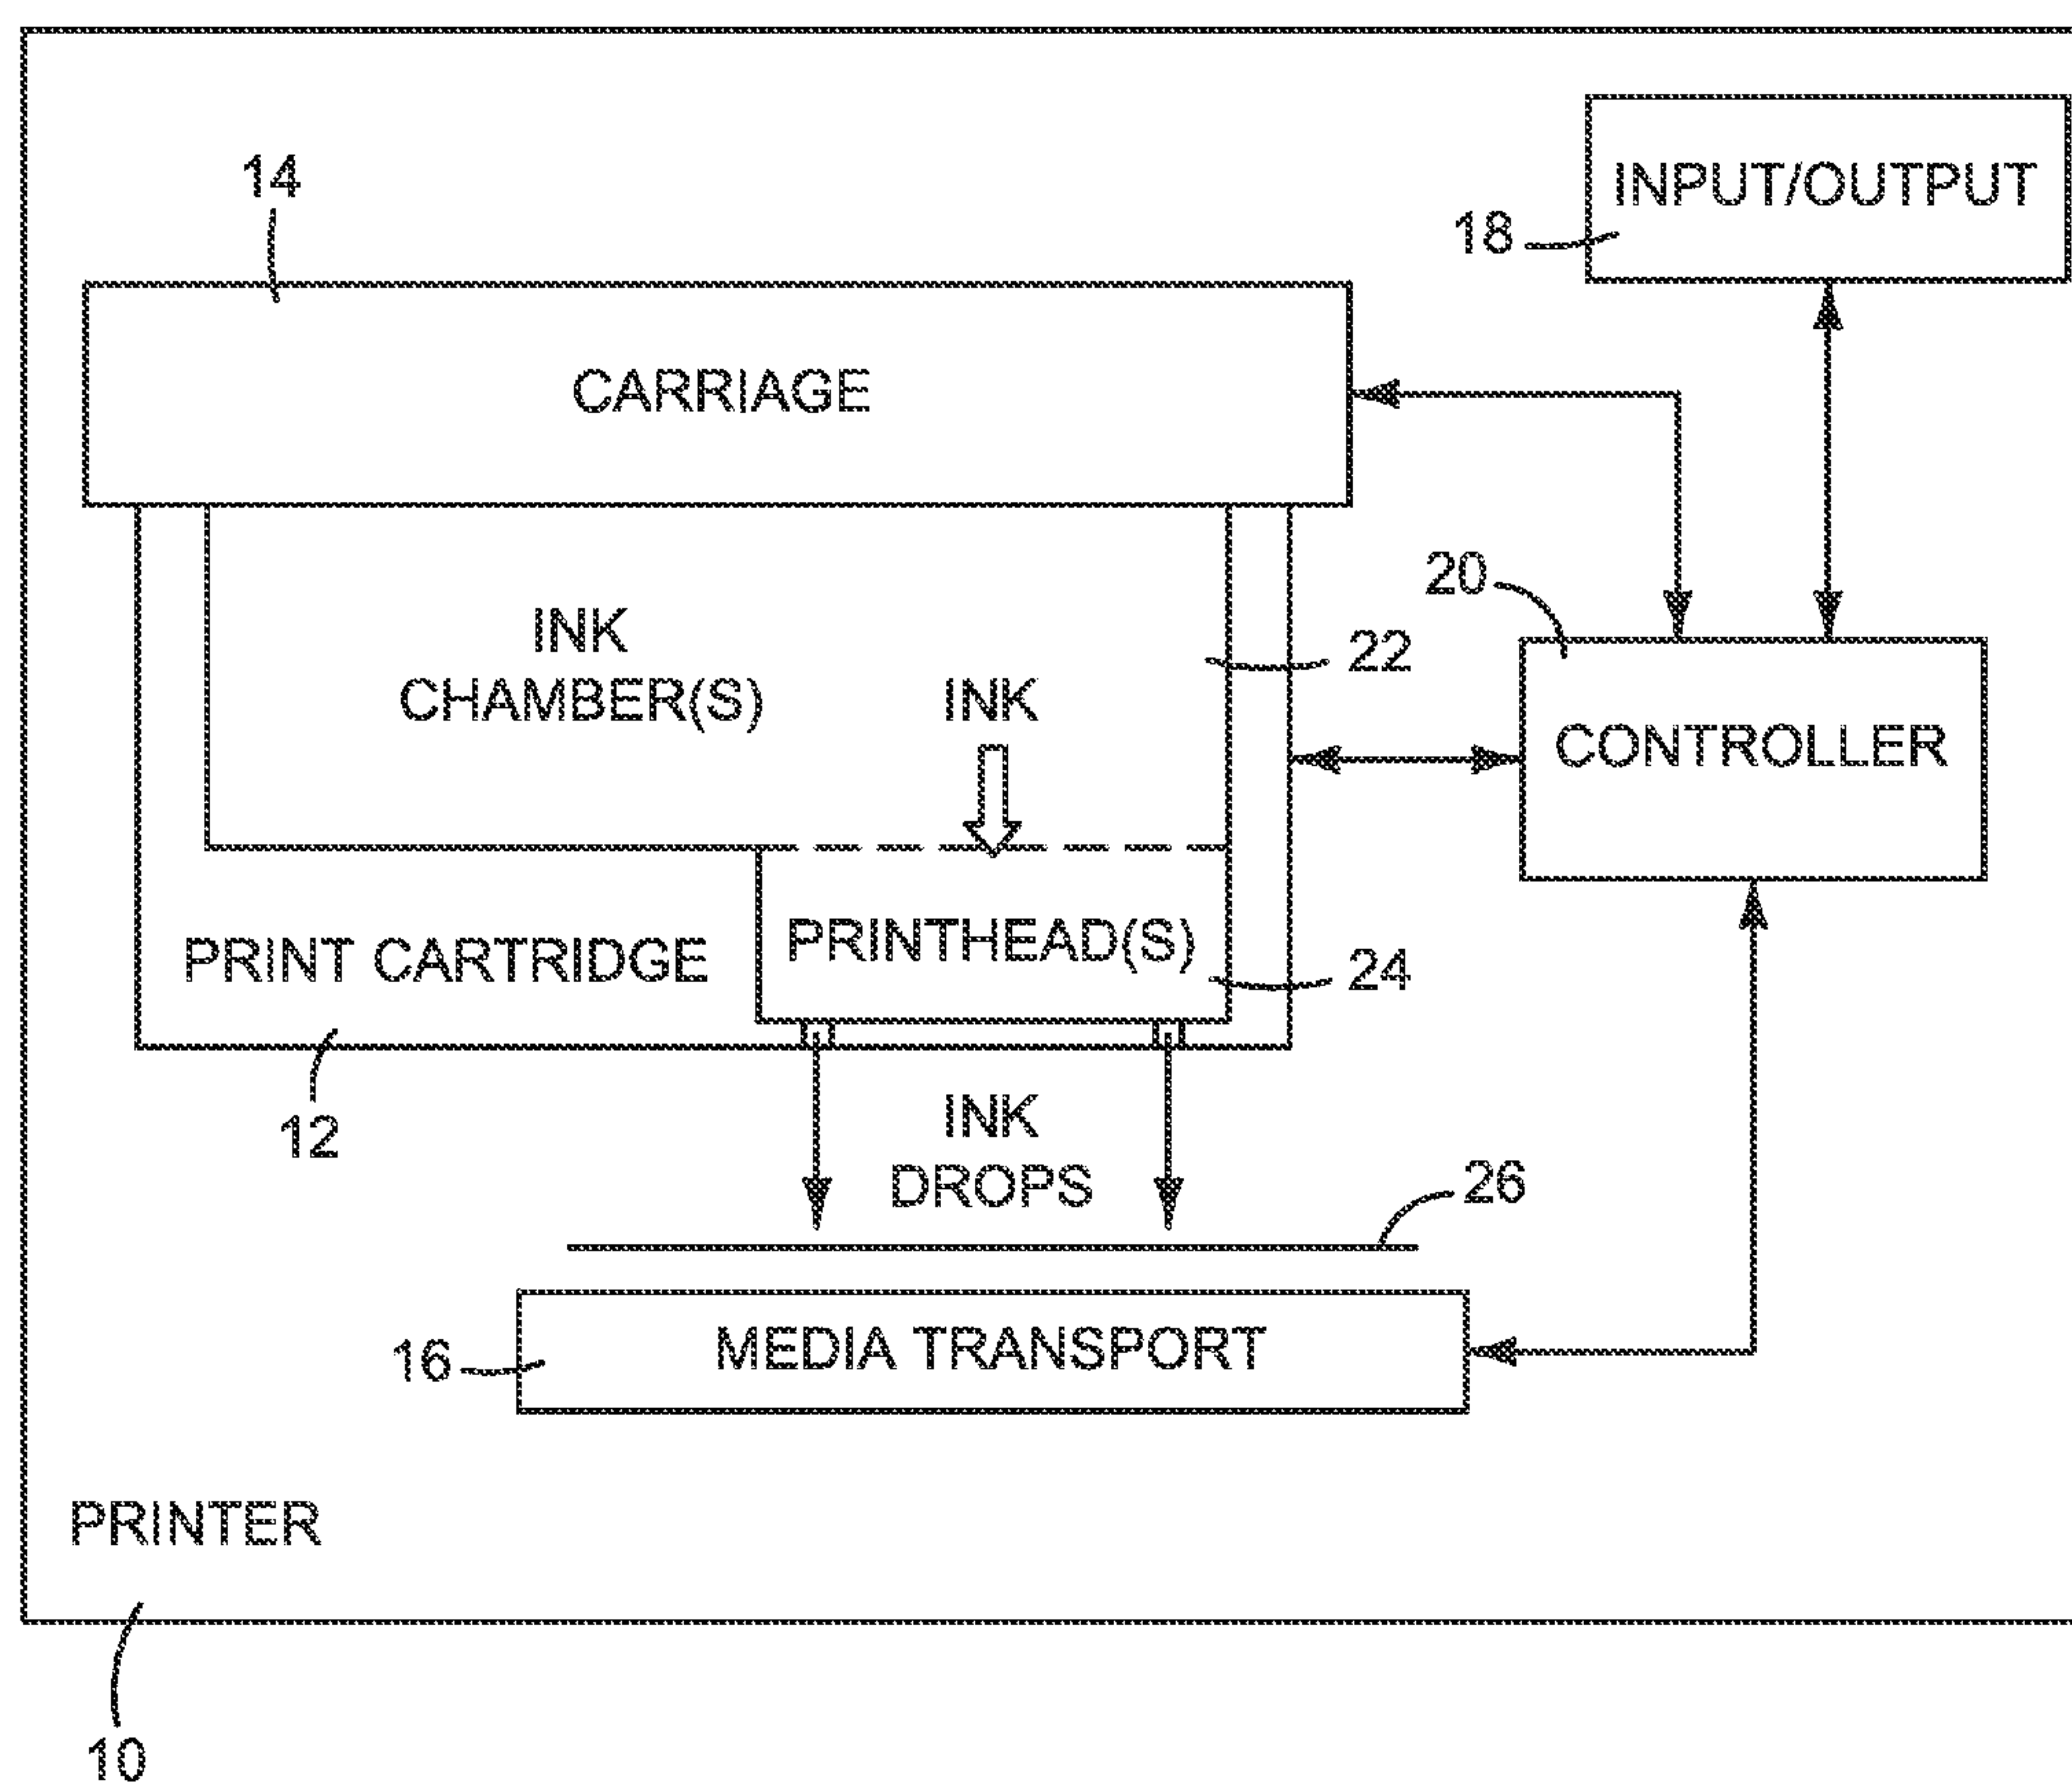 14
INPUT/OUTPUT
18
CARRIAGE
20
INK
CHAMBER(S)
INK
22
CONTROLLER
PRINT CARTRIDGE
PRINTHEAD(S)
24
12
INK
DROPS
26
16
MEDIA TRANSPORT
PRINTER
10